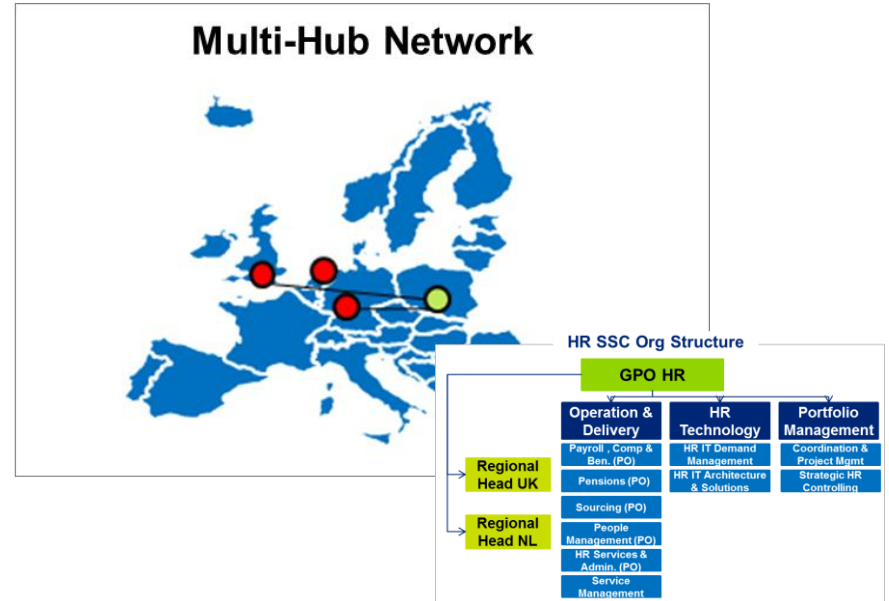 Multi-Hub Network
HR SSC Org Structure
GPO HR
Operation &
Delivery
HR
Technology
Portfolio
Management
Payroll , Comp &
Ben. (PO)
HR IT Demand
Management
Coordination &
Project Mgmt
Regional
Head UK
Pensions (PO)
HR IT Architecture
& Solutions
Strategic HR
Controlling
Sourcing (PO)
Regional
Head NL
People
Management (PO)
HR Services &
Admin. (PO)
Service
Management